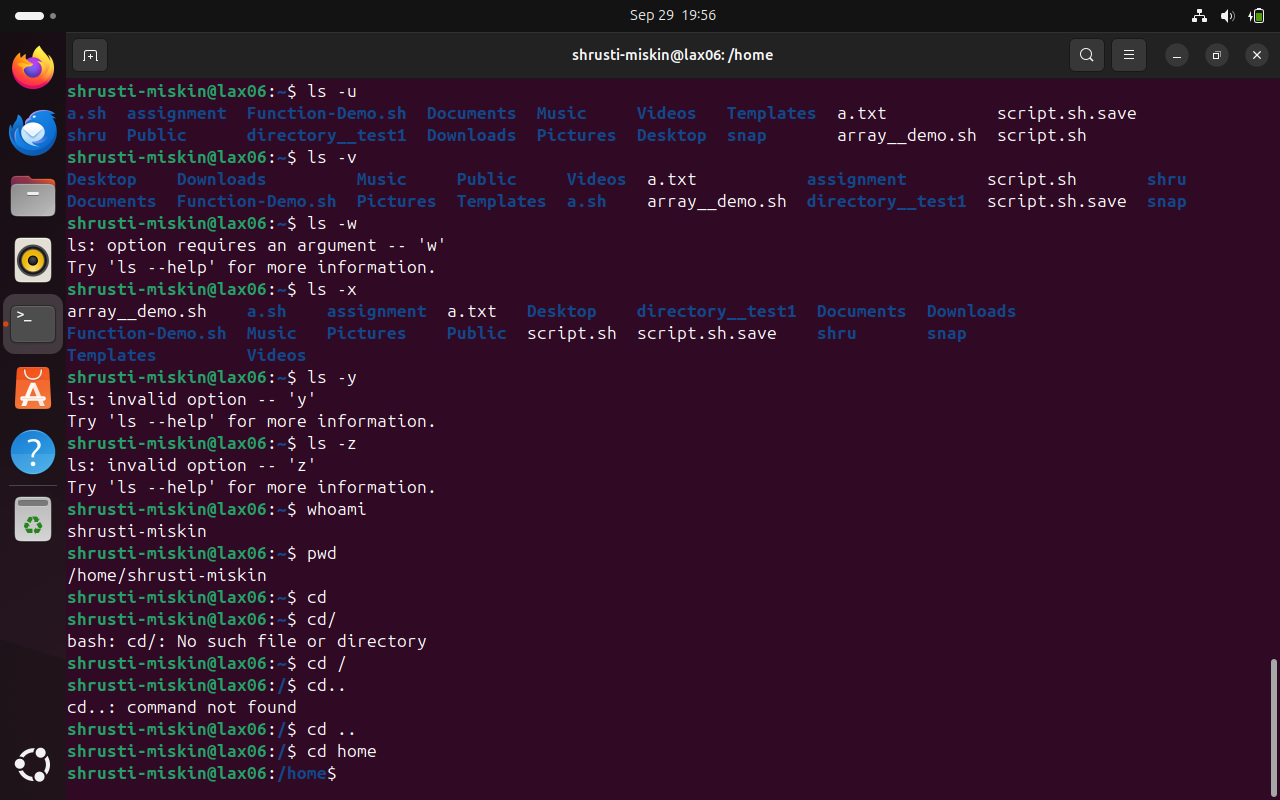 Sep 29 19:56
shrusti-miskin@lax06: /home
shrusti-miskin@lax06:~$ ls -u
a.sh assignment Function-Demo.sh Documents Music Videos Templates a.txt script.sh.save
shru Public directory__test1 Downloads Pictures Desktop snap array__demo.sh script.sh
shrusti-miskin@lax06:~$ ls -v
Desktop Downloads Music Public Videos a.txt assignment script.sh shru
Documents Function-Demo.sh Pictures Templates a.sh array__demo.sh directory__test1 script.sh.save snap
shrusti-miskin@lax06:~$ ls -w
ls: option requires an argument -- 'w'
Try 'ls --help' for more information.
shrusti-miskin@lax06:~$ ls -x
array__demo.sh a.sh assignment a.txt Desktop directory__test1 Documents Downloads
Function-Demo.sh Music Pictures Public script.sh script.sh.save shru snap
Templates Videos
shrusti-miskin@lax06:~$ ls -y
ls: invalid option -- 'y'
Try 'ls --help' for more information.
shrusti-miskin@lax06:~$ ls -z
ls: invalid option -- 'z'
Try 'ls --help' for more information.
shrusti-miskin@lax06:~$ whoami
shrusti-miskin
shrusti-miskin@lax06:~$ pwd
/home/shrusti-miskin
shrusti-miskin@lax06:~$ cd
shrusti-miskin@lax06:~$ cd/
bash: cd/: No such file or directory
shrusti-miskin@lax06:~$ cd /
shrusti-miskin@lax06:/$ cd..
cd..: command not found
shrusti-miskin@lax06:/$ cd ..
shrusti-miskin@lax06:/$ cd home
shrusti-miskin@lax06:/home$